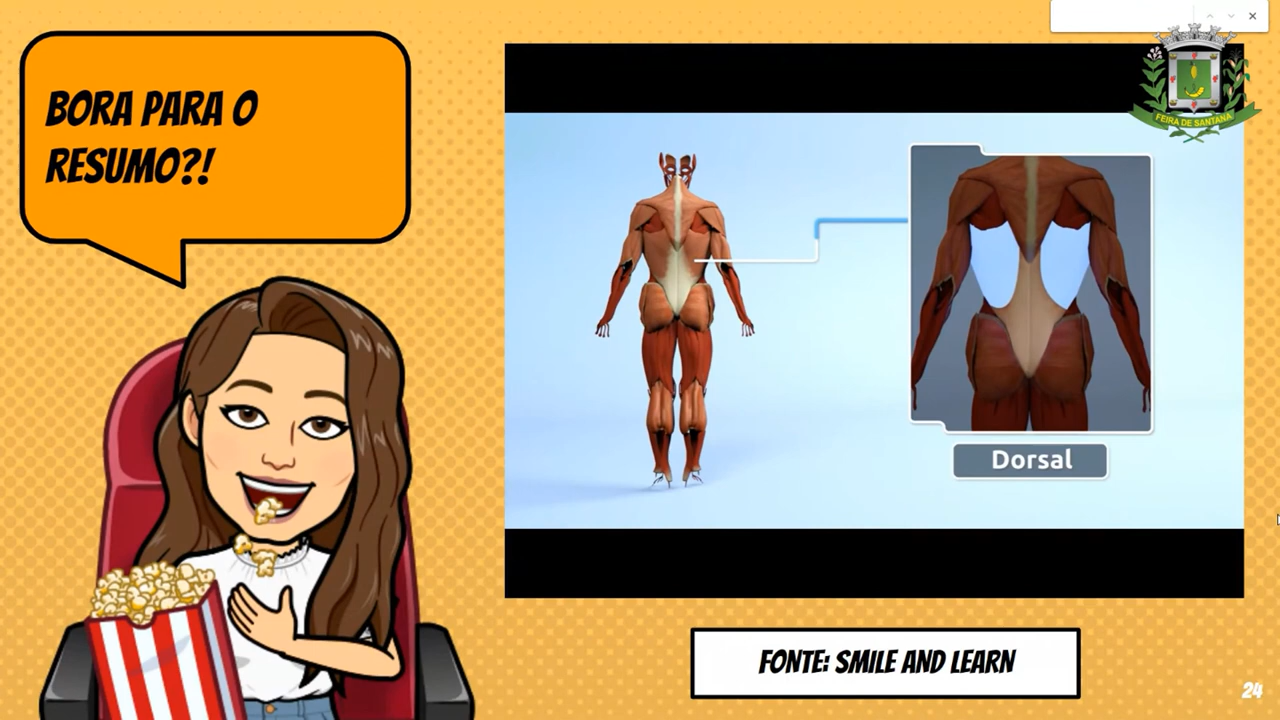 BORA PARA O
RESUMO?!
FEIRA DE SANTANA
Dorsal
FONTE: SMILE AND LEARN
24